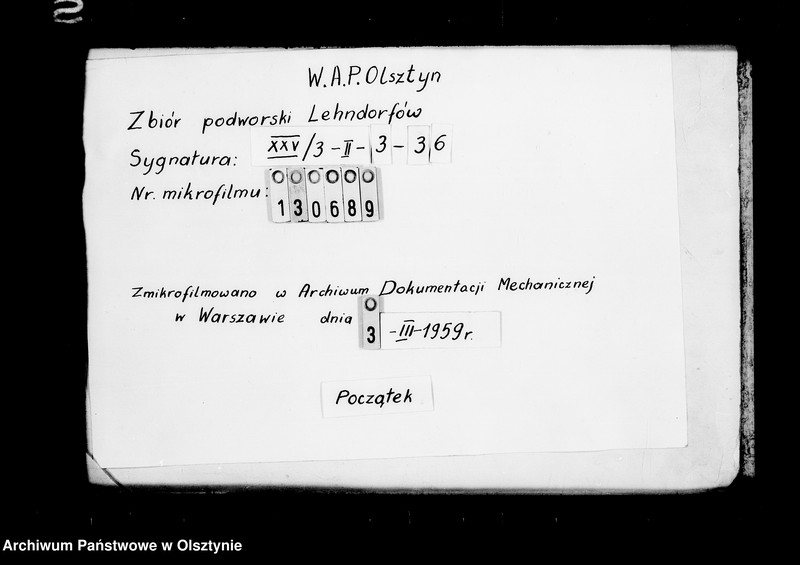 W.A.P. Olsztyn
Zbiór podworski Lehndorfów
Sygnatura: XXV/3-II-3-36
Nr. mikrofilmu: 130689
Zmikrofilmowano w Archiwum Dokumentacji Mechanicznej
w Warszawie dnia 3-III-1959r.
Początek
Archiwum Państwowe w Olsztynie